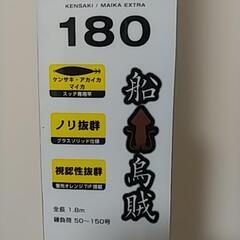 KENSAKI / MAIKA EXTRA
180
ケンサキ・アカイカ
マイカ
スッテ専用竿
ノリ抜群
グラスソリッド仕様
視認性抜群
蛍光オレンジTIP搭載
全長 1.8m
錘負荷 50〜150号
船
烏賊